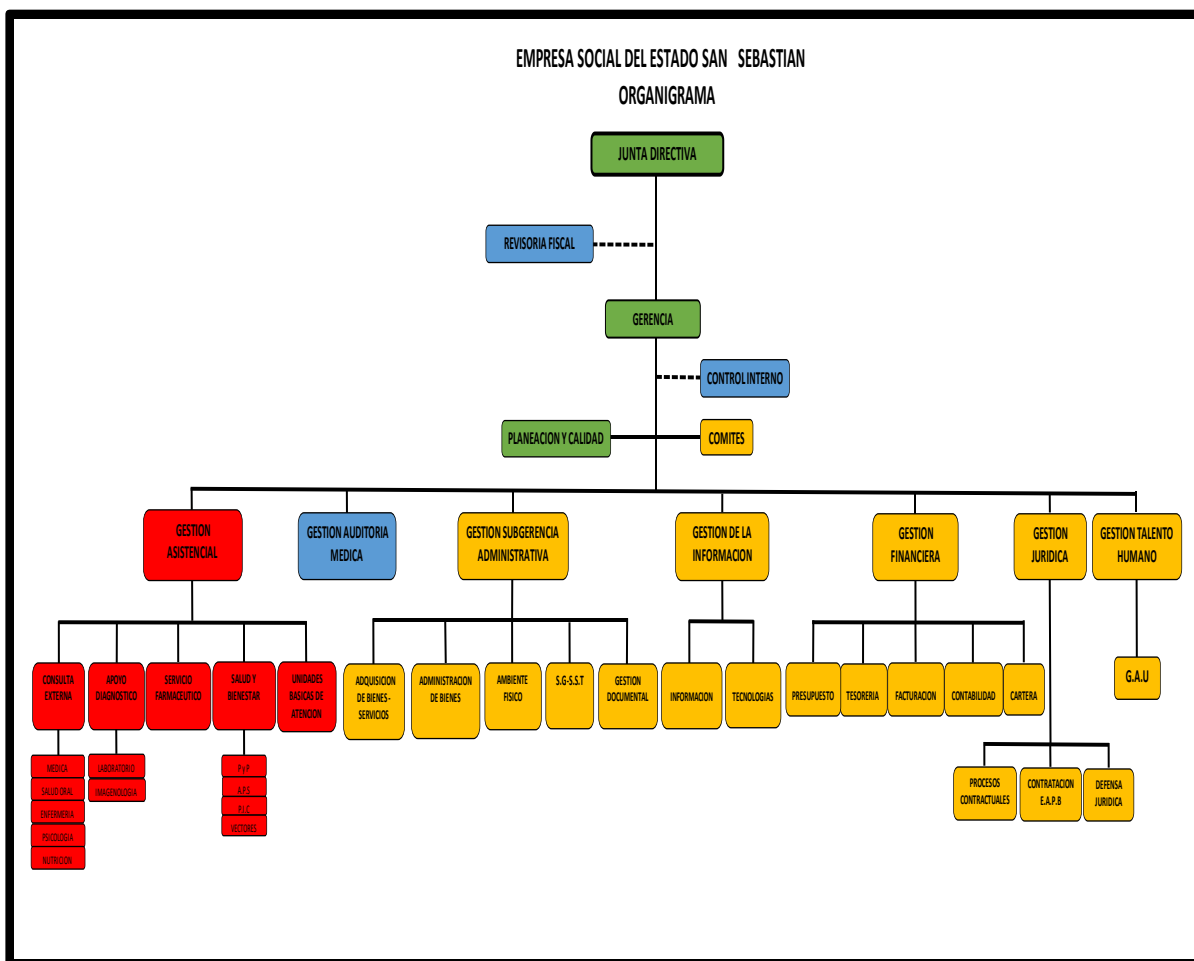 EMPRESA SOCIAL DEL ESTADO SAN SEBASTIAN
ORGANIGRAMA
JUNTA DIRECTIVA
REVISORIA FISCAL
GERENCIA
CONTROL INTERNO
PLANEACION Y CALIDAD
COMITES
GESTION
ASISTENCIAL
GESTION AUDITORIA
MEDICA
GESTION SUBGERENCIA
ADMINISTRATIVA
GESTION DE LA
INFORMACION
GESTION
FINANCIERA
GESTION
JURIDICA
GESTION TALENTO
HUMANO
CONSULTA
EXTERNA
APOYO
DIAGNOSTICO
SERVICIO
FARMACEUTICO
SALUD Y
BIENESTAR
UNIDADES
BASICAS DE
ATENCION
ADQUISICION
DE BIENES -
SERVICIOS
ADMINISTRACION
DE BIENES
AMBIENTE
FISICO
S.G-S.S.T
GESTION
DOCUMENTAL
INFORMACION
TECNOLOGIAS
PRESUPUESTO
TESORERIA
FACTURACION
CONTABILIDAD
CARTERA
G.A.U
MEDICA
SALUD ORAL
ENFERMERIA
PSICOLOGIA
NUTRICION
LABORATORIO
IMAGENOLOGIA
P y P
A.P.S
P.I.C
VECTORES
PROCESOS
CONTRACTUALES
CONTRATACION
E.A.P.B
DEFENSA
JURIDICA